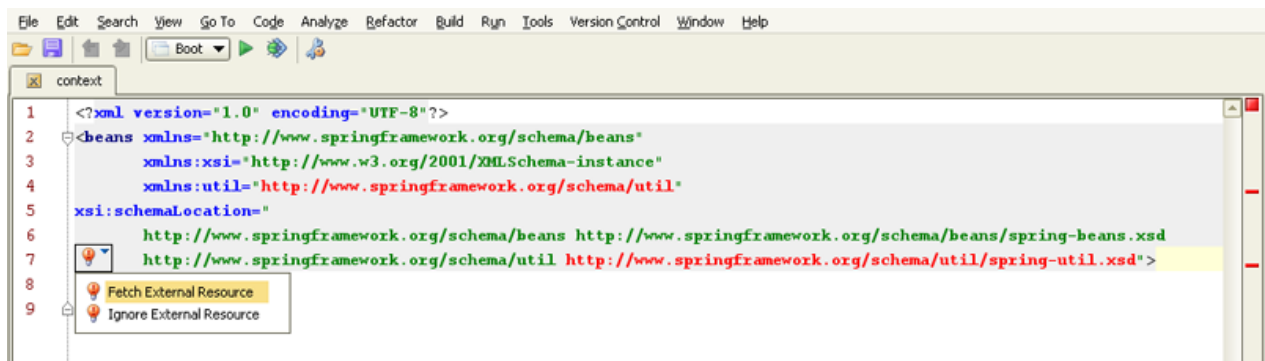 File Edit Search View Go To Code Analyze Refactor Build Run Tools Version Control Window Help
Boot
context
1 <?xml version="1.0" encoding="UTF-8"?>
2 <beans xmlns="http://www.springframework.org/schema/beans"
3 xmlns:xsi="http://www.w3.org/2001/XMLSchema-instance"
4 xmlns:util="http://www.springframework.org/schema/util"
5 xsi:schemaLocation="
6 http://www.springframework.org/schema/beans http://www.springframework.org/schema/beans/spring-beans.xsd
7 http://www.springframework.org/schema/util http://www.springframework.org/schema/util/spring-util.xsd">
8 Fetch External Resource
9 Ignore External Resource